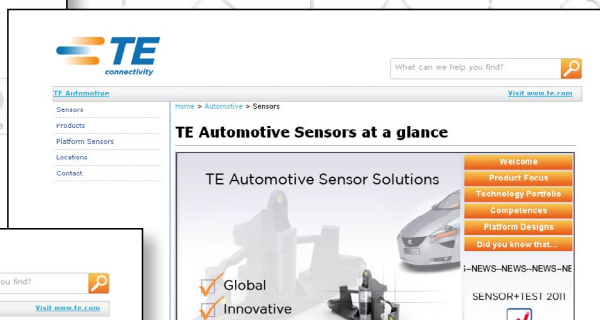 TE
connectivity
What can we help you find?
TE Automotive
Visit www.te.com
Home > Automotive > Sensors
Sensors
Products
Platform Sensors
Locations
Contact
TE Automotive Sensors at a glance
TE Automotive Sensor Solutions
Global
Innovative
Welcome
Product Focus
Technology Portfolio
Competences
Platform Designs
Did you know that...
--NEWS--NEWS--NEWS--NE
SENSOR+TEST 2011
you find?
Visit www.te.com